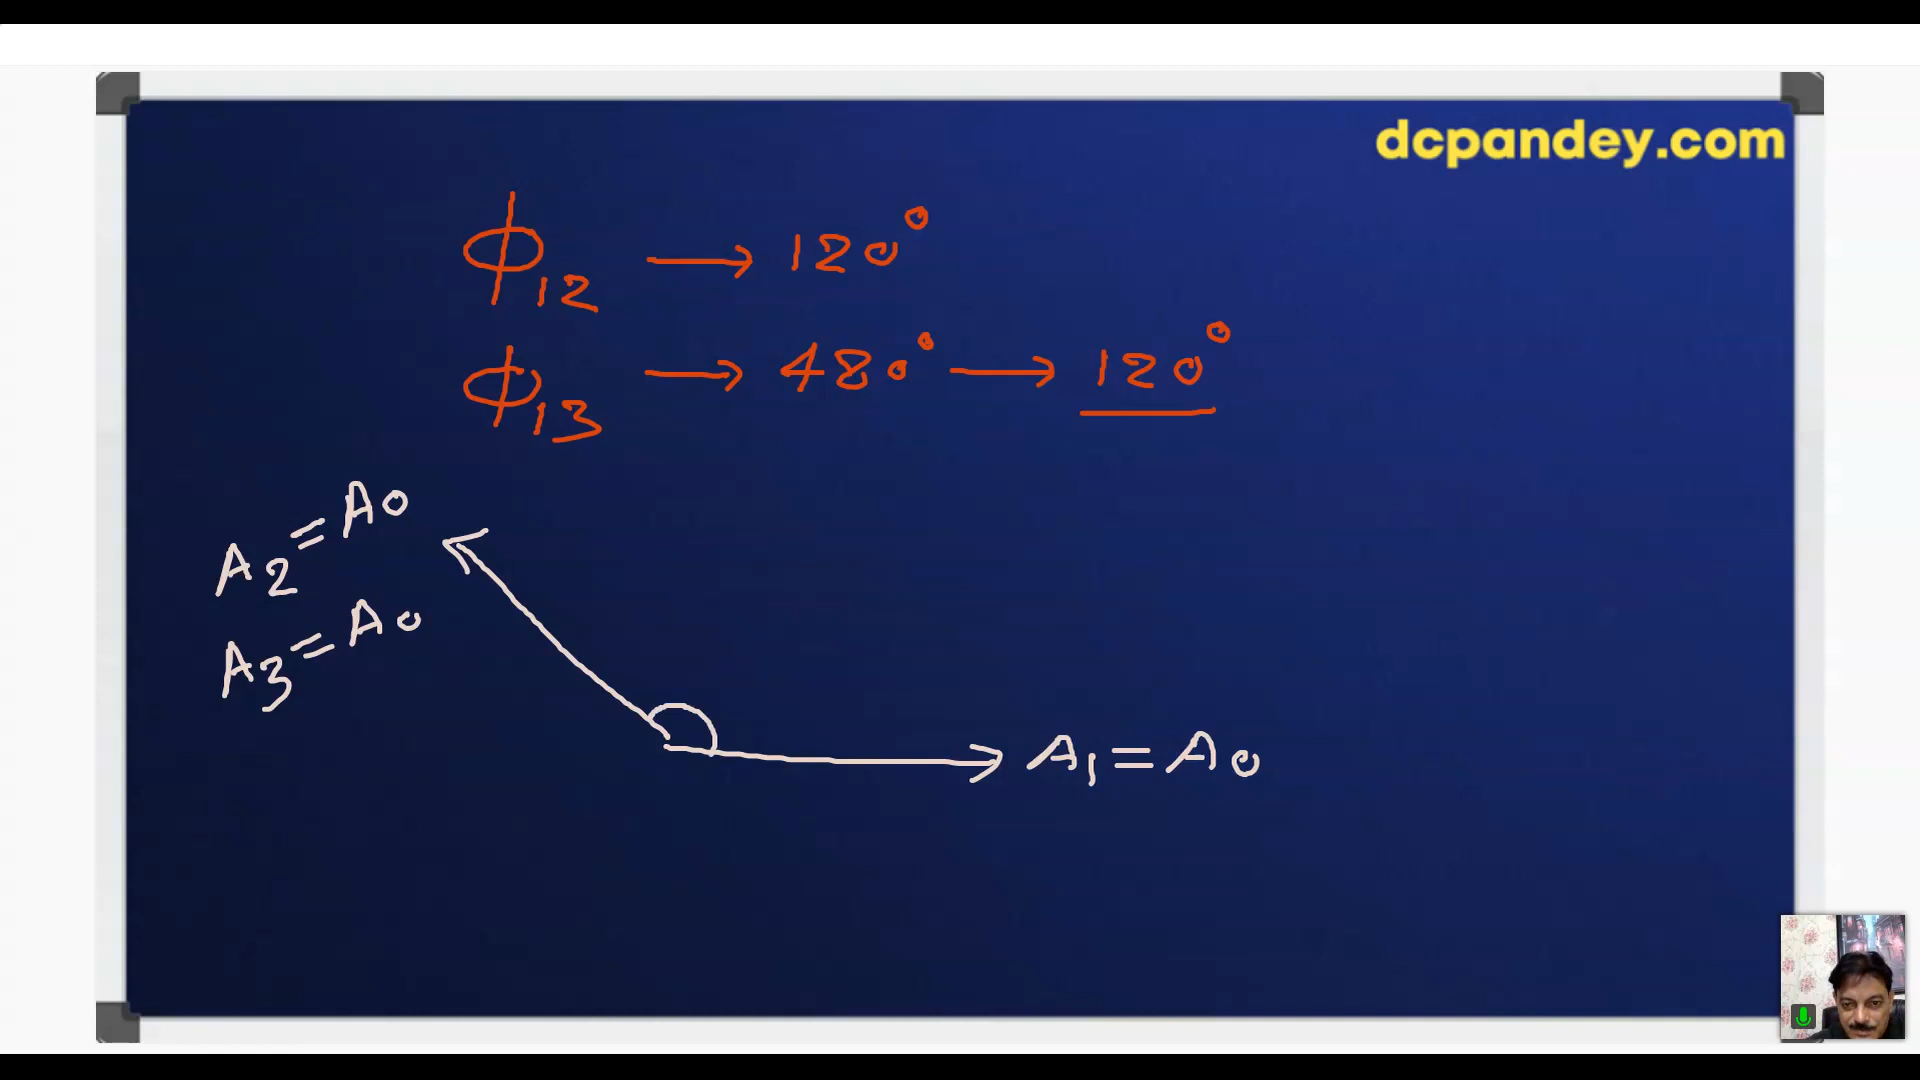 dcpandey.com
ϕ12 → 120°
ϕ13 → 480° → 120°
A2 = A0
A3 = A0
A1 = A0